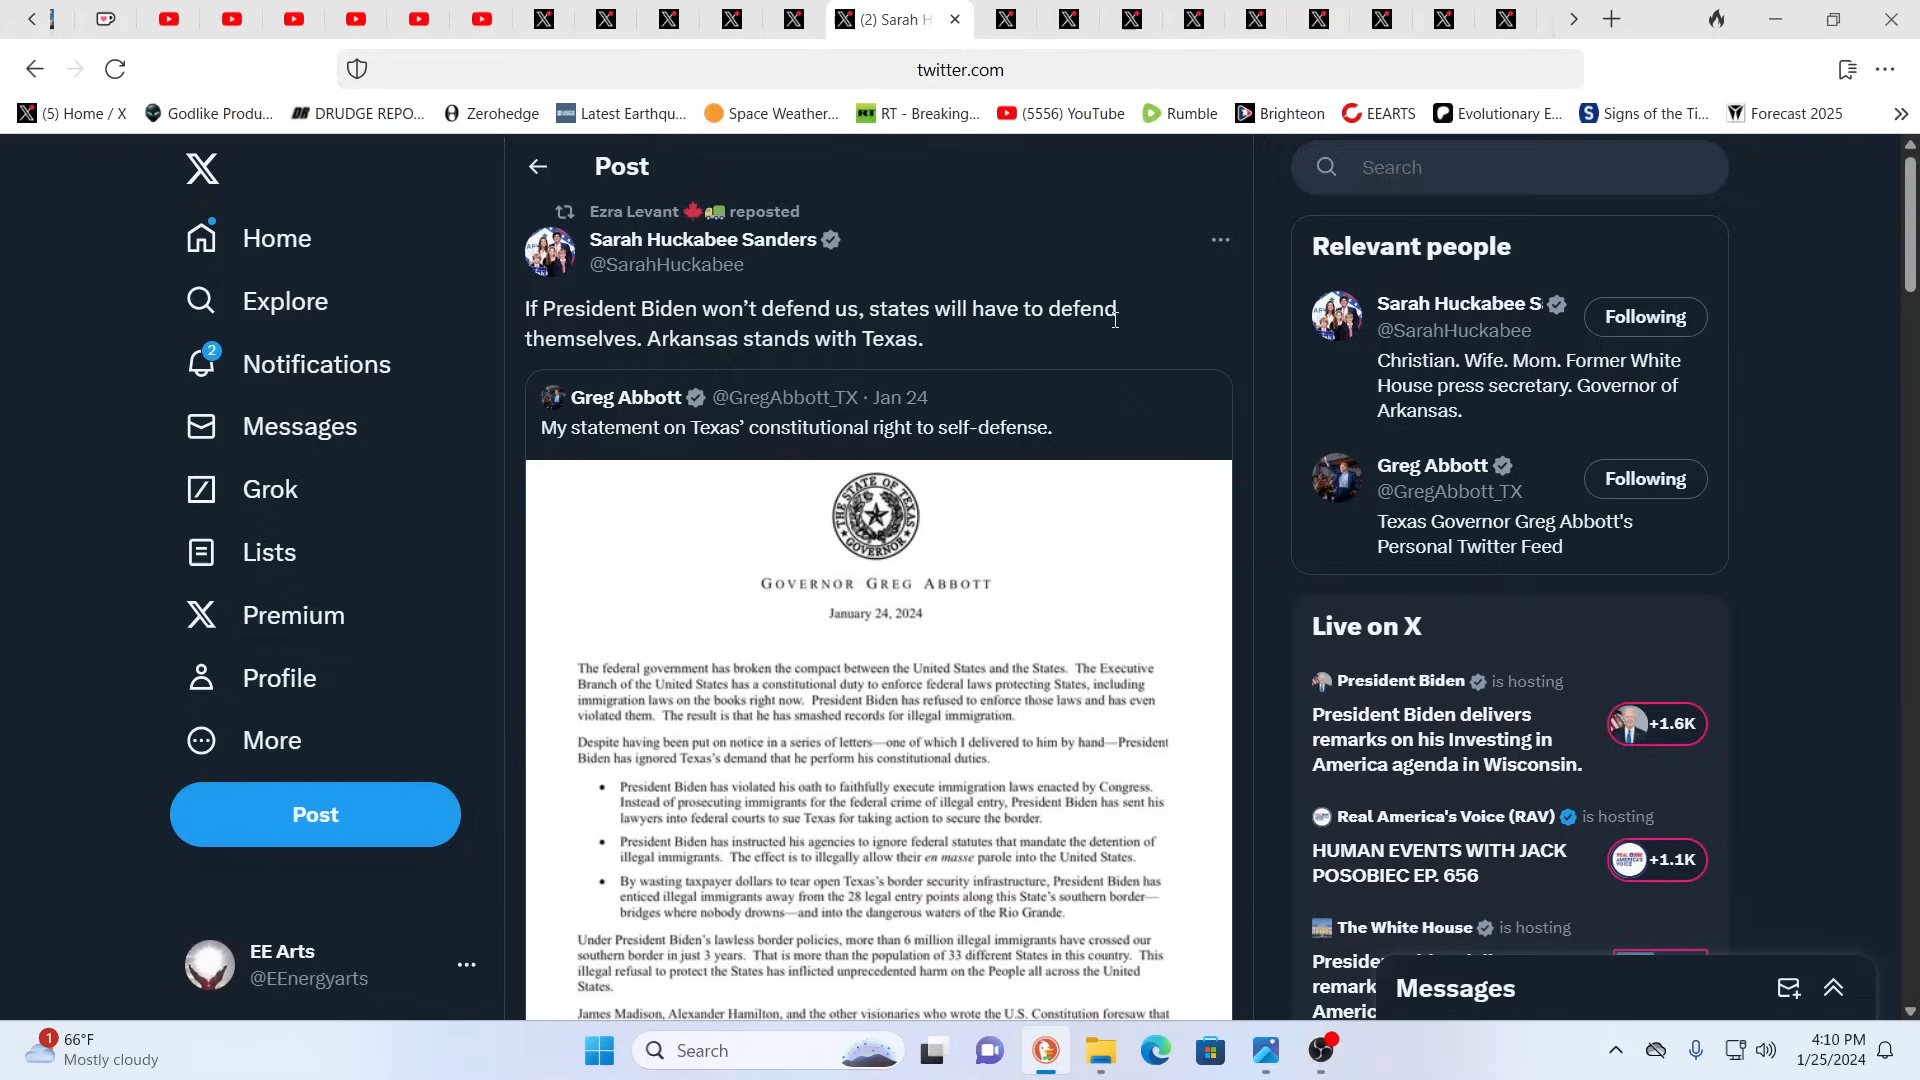 (2) Sarah H
twitter.com
(5) Home / X
Godlike Produ...
DRUDGE REPO...
Zerohedge
Latest Earthqu...
Space Weather...
RT - Breaking...
(5556) YouTube
Rumble
Brighteon
EEARTS
Evolutionary E...
Signs of the Ti...
Forecast 2025
Home
Explore
2
Notifications
Messages
Grok
Lists
Premium
Profile
More
Post
EE Arts
@EEnergyarts
Post
Ezra Levant 🍁🚛 reposted
Sarah Huckabee Sanders
@SarahHuckabee
If President Biden won’t defend us, states will have to defend
themselves. Arkansas stands with Texas.
Greg Abbott @GregAbbott_TX · Jan 24
My statement on Texas’ constitutional right to self-defense.
THE STATE OF TEXAS
GOVERNOR
GOVERNOR GREG ABBOTT
January 24, 2024
The federal government has broken the compact between the United States and the States. The Executive
Branch of the United States has a constitutional duty to enforce federal laws protecting States, including
immigration laws on the books right now. President Biden has refused to enforce those laws and has even
violated them. The result is that he has smashed records for illegal immigration.
Despite having been put on notice in a series of letters—one of which I delivered to him by hand—President
Biden has ignored Texas’s demand that he perform his constitutional duties.
• President Biden has violated his oath to faithfully execute immigration laws enacted by Congress.
Instead of prosecuting immigrants for the federal crime of illegal entry, President Biden has sent his
lawyers into federal courts to sue Texas for taking action to secure the border.
• President Biden has instructed his agencies to ignore federal statutes that mandate the detention of
illegal immigrants. The effect is to illegally allow their en masse parole into the United States.
• By wasting taxpayer dollars to tear open Texas’s border security infrastructure, President Biden has
enticed illegal immigrants away from the 28 legal entry points along this State’s southern border—
bridges where nobody drowns—and into the dangerous waters of the Rio Grande.
Under President Biden’s lawless border policies, more than 6 million illegal immigrants have crossed our
southern border in just 3 years. That is more than the population of 33 different States in this country. This
illegal refusal to protect the States has inflicted unprecedented harm on the People all across the United
States.
James Madison, Alexander Hamilton, and the other visionaries who wrote the U.S. Constitution foresaw that
Search
Relevant people
Sarah Huckabee S
@SarahHuckabee
Following
Christian. Wife. Mom. Former White
House press secretary. Governor of
Arkansas.
Greg Abbott
@GregAbbott_TX
Following
Texas Governor Greg Abbott's
Personal Twitter Feed
Live on X
President Biden is hosting
President Biden delivers
remarks on his Investing in
America agenda in Wisconsin.
+1.6K
Real America's Voice (RAV) is hosting
HUMAN EVENTS WITH JACK
POSOBIEC EP. 656
+1.1K
The White House is hosting
Preside
remark
Americ
Messages
1
66°F
Mostly cloudy
Search
4:10 PM
1/25/2024